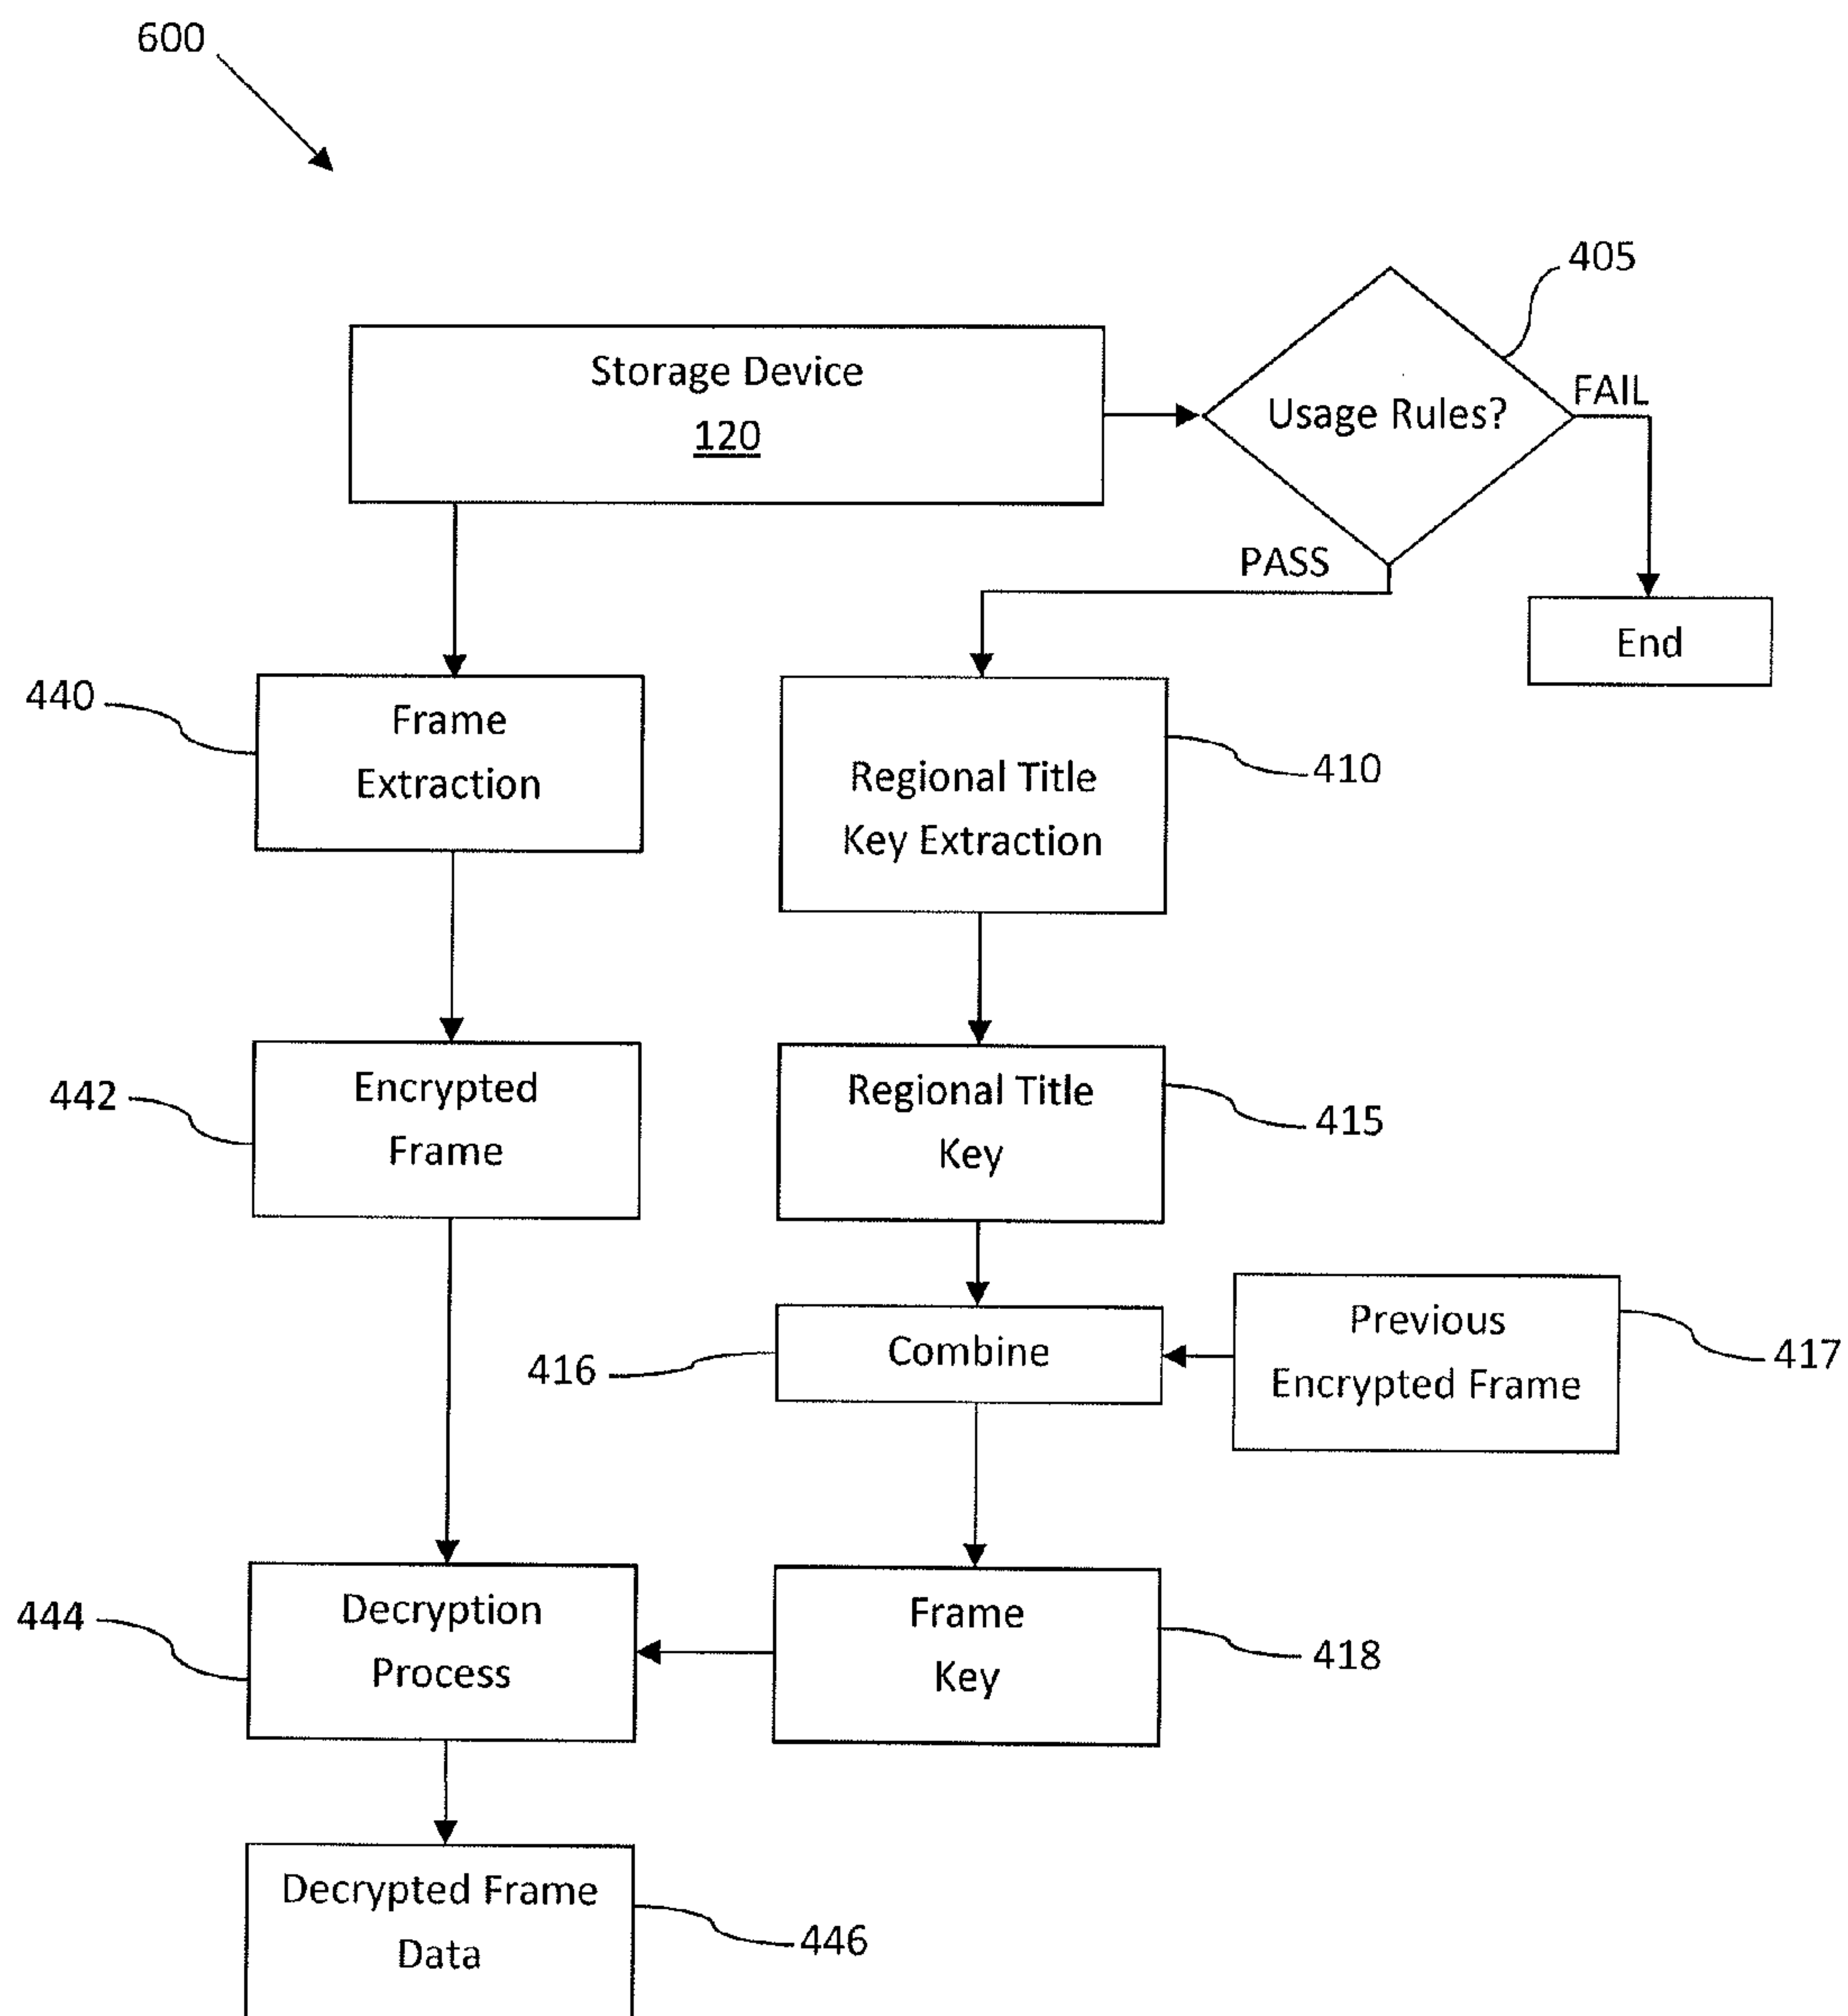 600
405
Storage Device
120
Usage Rules?
FAIL
PASS
End
440
Frame
Extraction
Regional Title
Key Extraction
410
442
Encrypted
Frame
Regional Title
Key
415
416
Combine
Previous
Encrypted Frame
417
444
Decryption
Process
Frame
Key
418
Decrypted Frame
Data
446